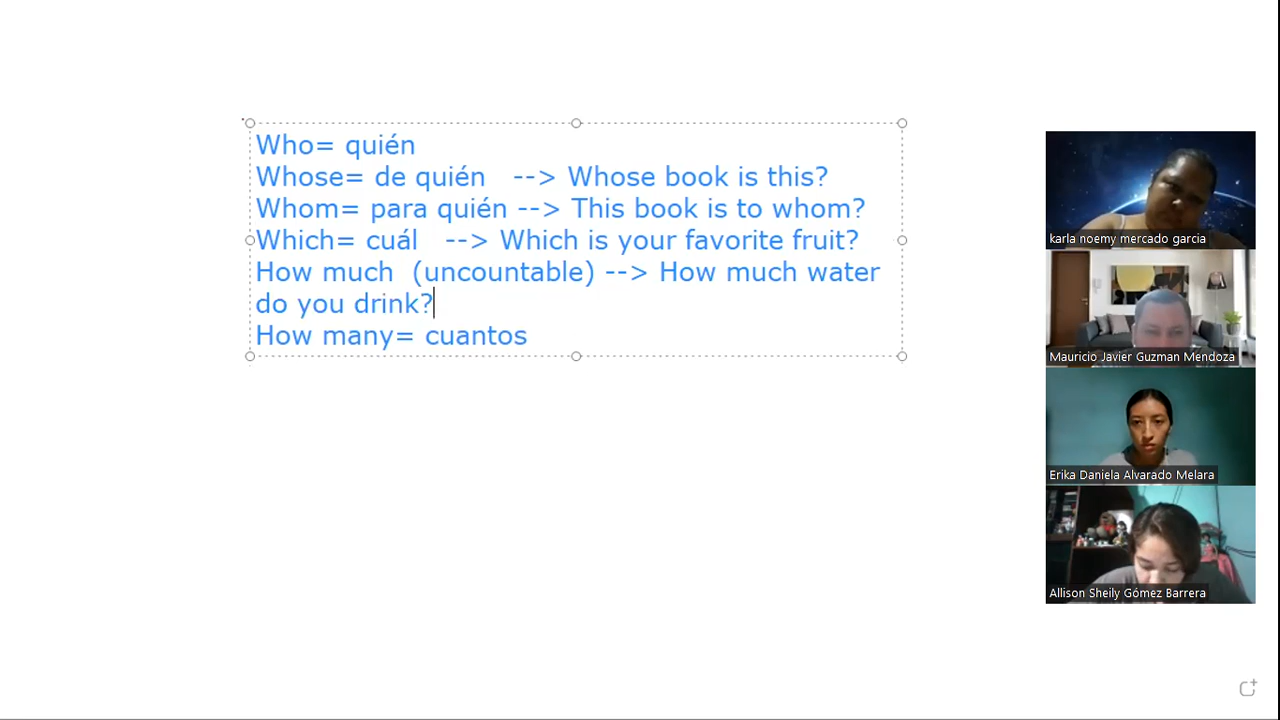 Who= quién
Whose= de quién --> Whose book is this?
Whom= para quién --> This book is to whom?
Which= cuál --> Which is your favorite fruit?
How much (uncountable) --> How much water
do you drink?
How many= cuantos
karla noemy mercado garcia
Mauricio Javier Guzman Mendoza
Erika Daniela Alvarado Melara
Allison Sheily Gómez Barrera